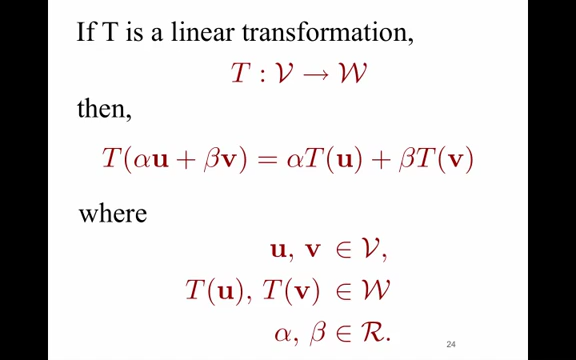 If T is a linear transformation,
T : 𝒱 → 𝒲
then,
T(αu + βv) = αT(u) + βT(v)
where
u, v ∈ 𝒱,
T(u), T(v) ∈ 𝒲
α, β ∈ ℛ.
24